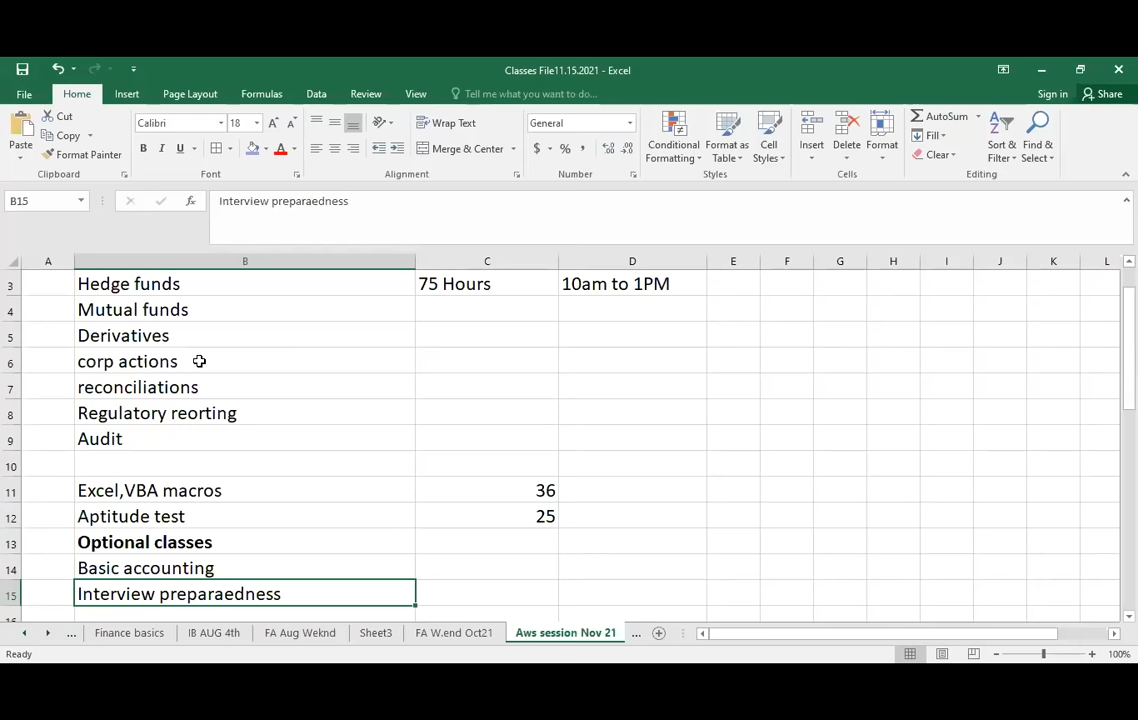 Classes File11.15.2021 - Excel
File Home Insert Page Layout Formulas Data Review View Tell me what you want to do... Sign in Share
Cut
Copy
Format Painter
Paste
Clipboard
Calibri 18
B I U
Font
Wrap Text
Merge & Center
Alignment
General
$ % ,
Number
Conditional Formatting
Format as Table
Cell Styles
Styles
Insert Delete Format
Cells
AutoSum
Fill
Clear
Sort & Filter
Find & Select
Editing
B15 fx Interview preparaedness
A B C D E F G H I J K L
3 Hedge funds 75 Hours 10am to 1PM
4 Mutual funds
5 Derivatives
6 corp actions
7 reconciliations
8 Regulatory reorting
9 Audit
10
11 Excel,VBA macros 36
12 Aptitude test 25
13 Optional classes
14 Basic accounting
15 Interview preparaedness
16
... Finance basics IB AUG 4th FA Aug Weknd Sheet3 FA W.end Oct21 Aws session Nov 21 ...
Ready 100%